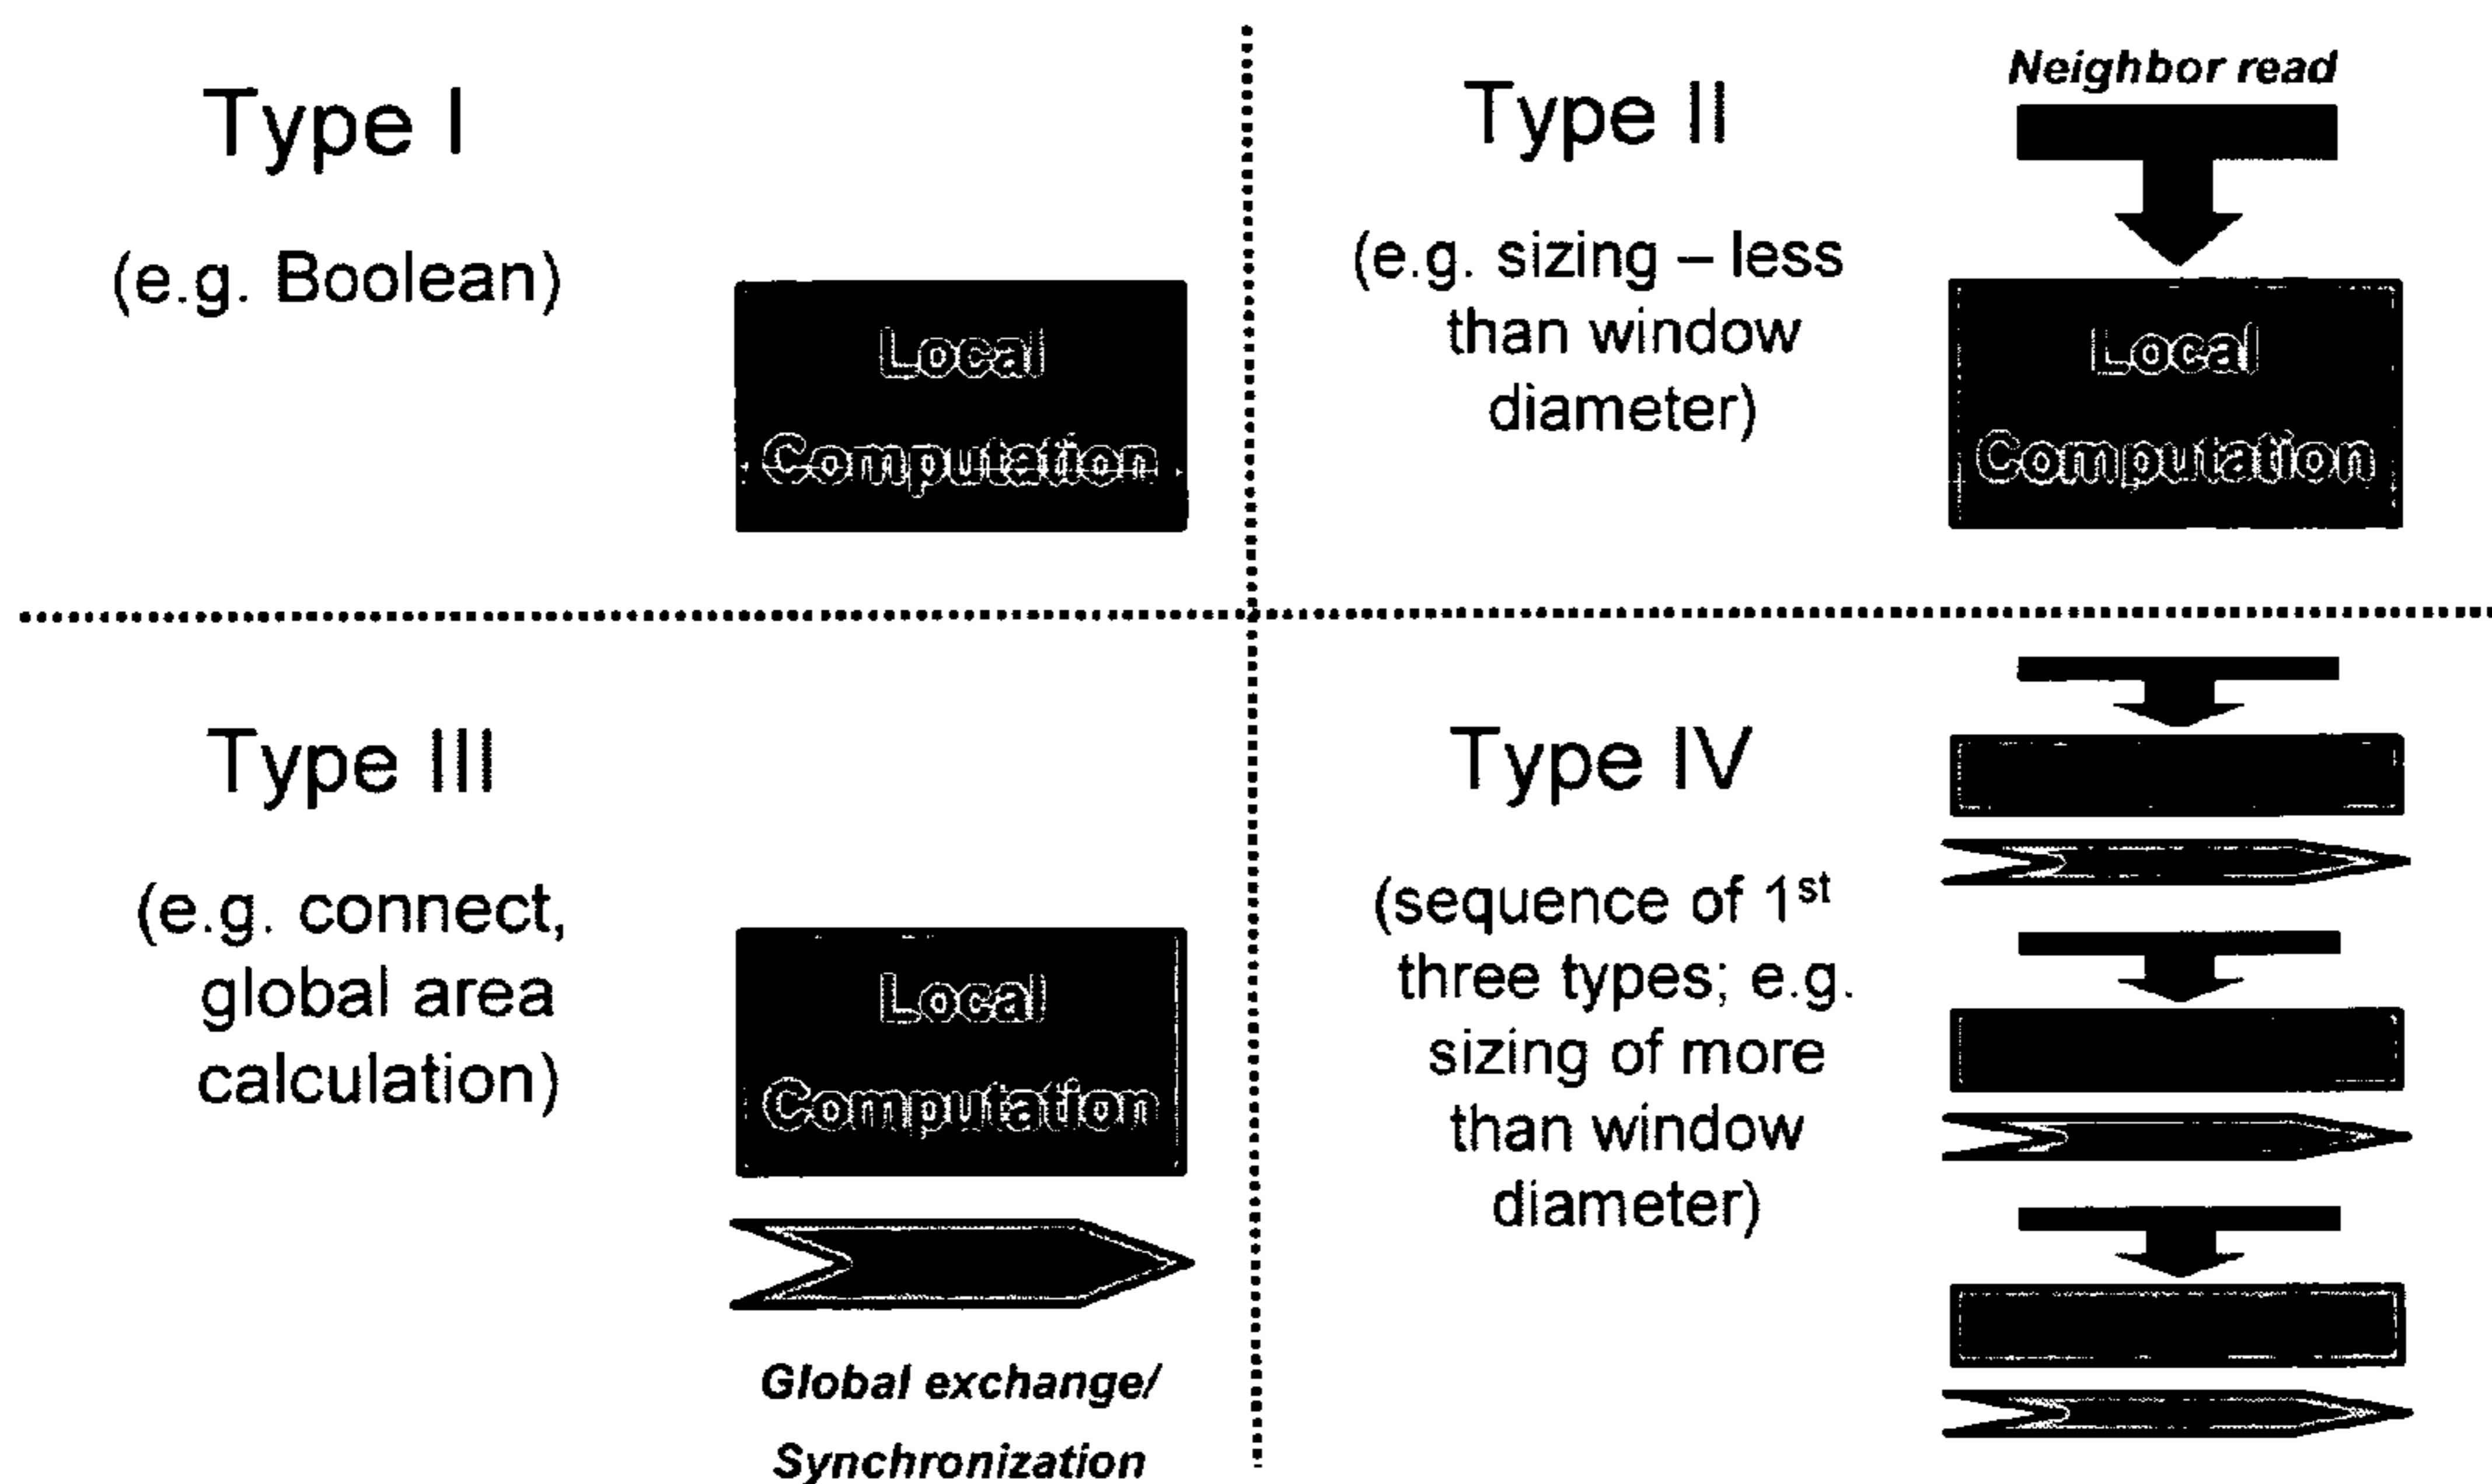 Type I
(e.g. Boolean)
Local
Computation
Type II
(e.g. sizing – less
than window
diameter)
Neighbor read
Local
Computation
Type III
(e.g. connect,
global area
calculation)
Local
Computation
Global exchange/
Synchronization
Type IV
(sequence of 1st
three types; e.g.
sizing of more
than window
diameter)